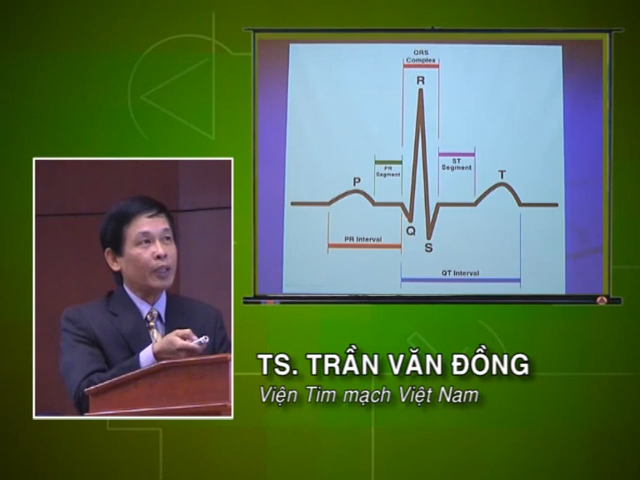 QRS
Complex
R
PR
Segment
ST
Segment
P
T
Q
S
PR Interval
QT Interval
TS. TRẦN VĂN ĐỒNG
Viện Tim mạch Việt Nam